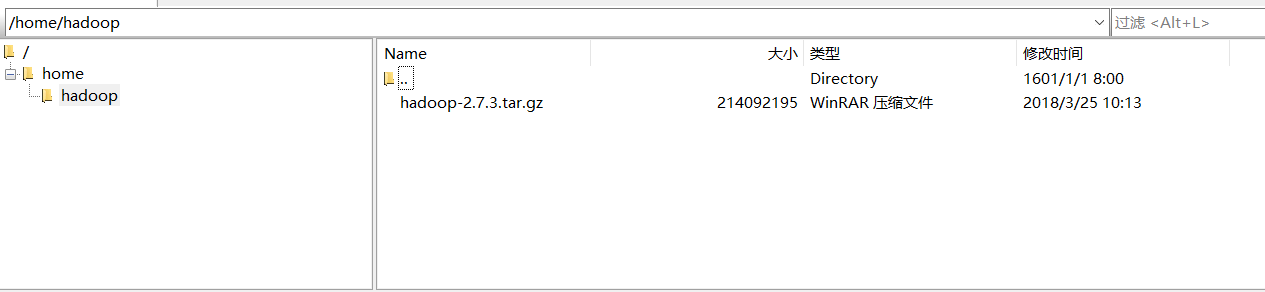 /home/hadoop
过滤 <Alt+L>
/
home
hadoop
Name 大小 类型 修改时间
.. Directory 1601/1/1 8:00
hadoop-2.7.3.tar.gz 214092195 WinRAR 压缩文件 2018/3/25 10:13